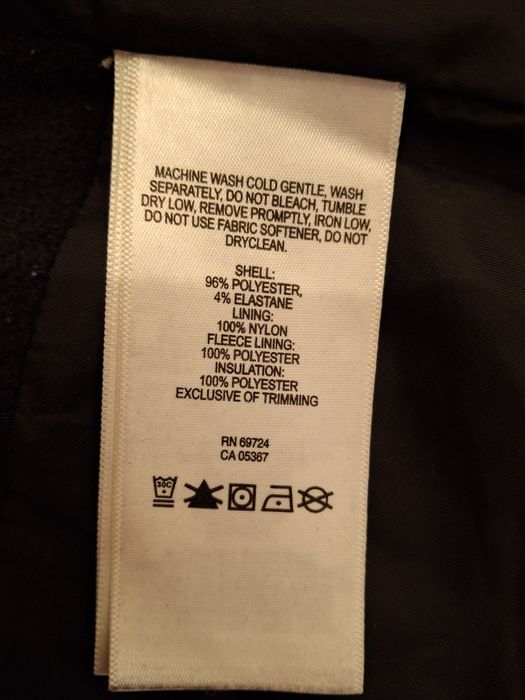 MACHINE WASH COLD GENTLE, WASH
SEPARATELY, DO NOT BLEACH, TUMBLE
DRY LOW, REMOVE PROMPTLY, IRON LOW,
DO NOT USE FABRIC SOFTENER, DO NOT
DRYCLEAN.
SHELL:
96% POLYESTER,
4% ELASTANE
LINING:
100% NYLON
FLEECE LINING:
100% POLYESTER
INSULATION:
100% POLYESTER
EXCLUSIVE OF TRIMMING
RN 69724
CA 05367
30C